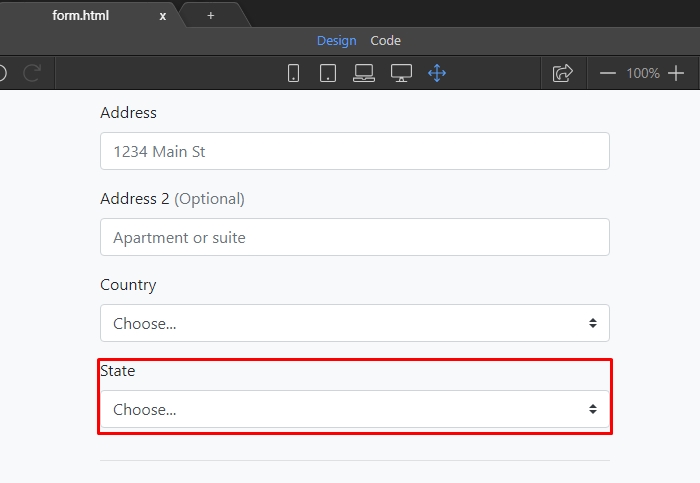 form.html x +
Design Code
100%
Address
1234 Main St
Address 2 (Optional)
Apartment or suite
Country
Choose...
State
Choose...